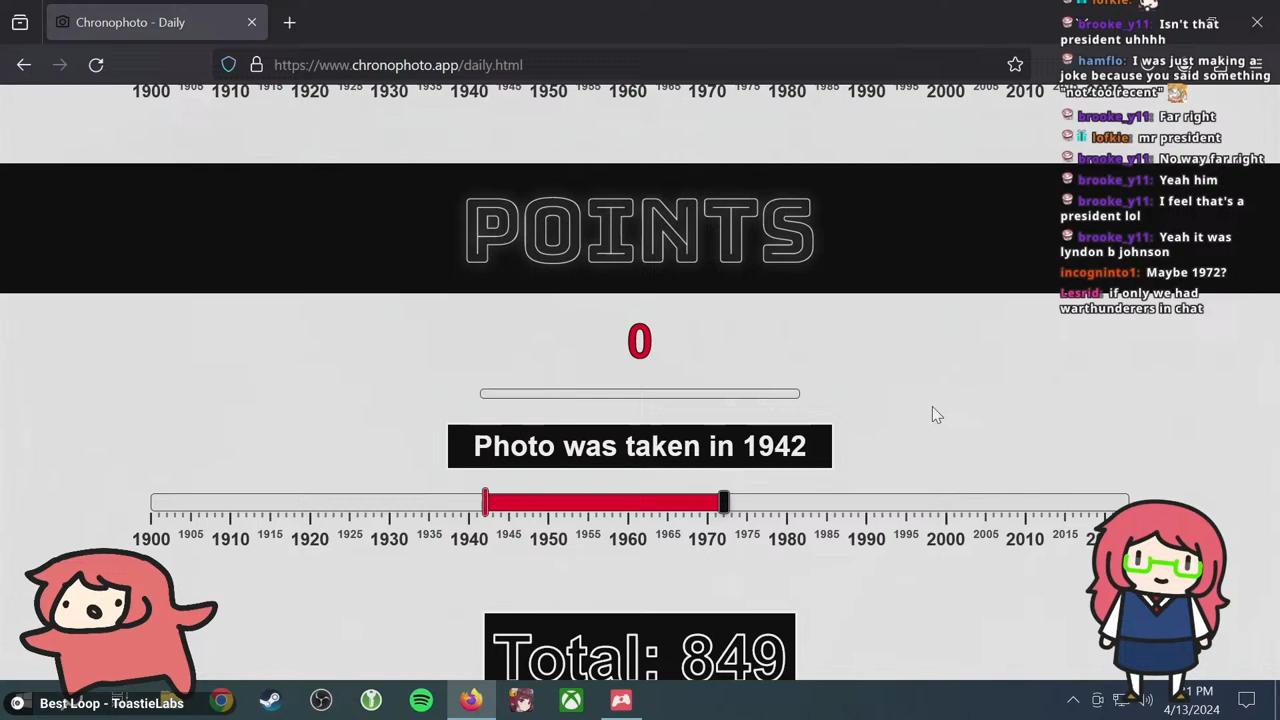 Chronophoto - Daily
lofkie:
brooke_y11: Isn't that
president uhhhh
https://www.chronophoto.app/daily.html
hamflo: I was just making a
joke because you said something
"not too recent"
1900 1905 1910 1915 1920 1925 1930 1935 1940 1945 1950 1955 1960 1965 1970 1975 1980 1985 1990 1995 2000 2005 2010
brooke_y11: Far right
lofkie: mr president
brooke_y11: No way far right
brooke_y11: Yeah him
brooke_y11: I feel that's a
president lol
brooke_y11: Yeah it was
lyndon b johnson
incogninto1: Maybe 1972?
Lesrid: if only we had
warthunderers in chat
POINTS
0
Photo was taken in 1942
1900 1905 1910 1915 1920 1925 1930 1935 1940 1945 1950 1955 1960 1965 1970 1975 1980 1985 1990 1995 2000 2005 2010 2015
Total: 849
Best Loop - ToastieLabs
1 PM
4/13/2024